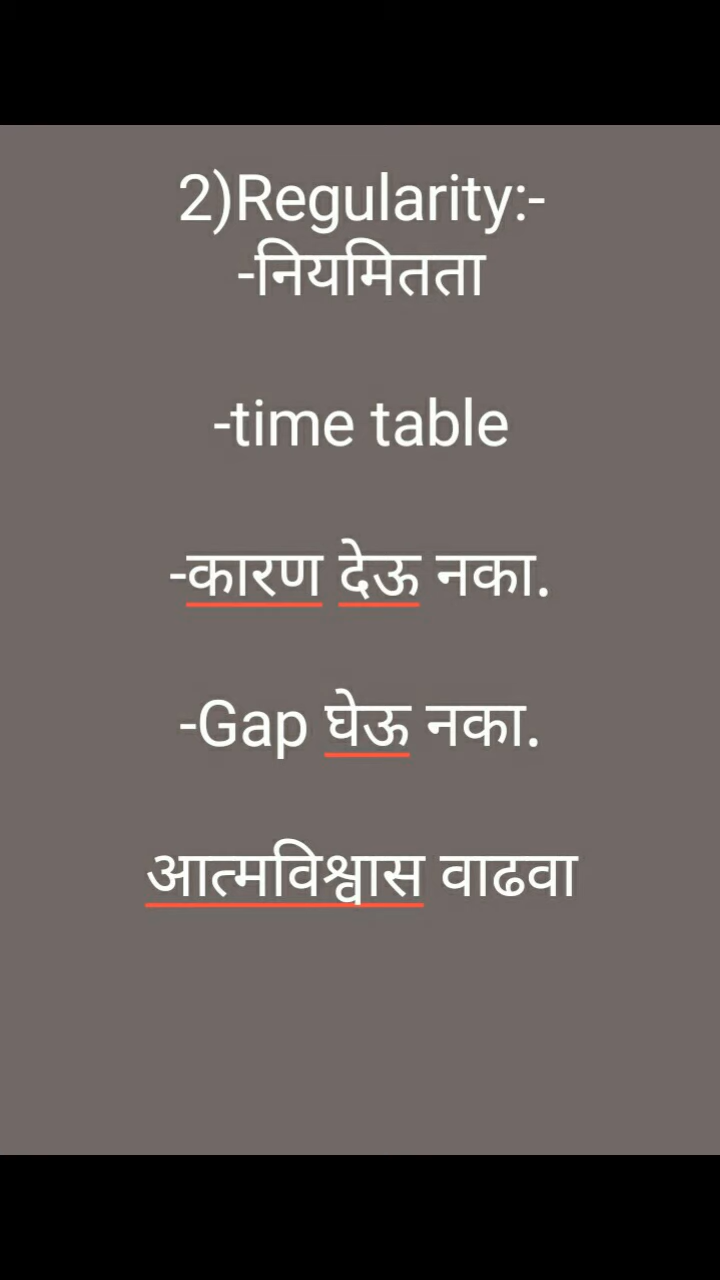 2)Regularity:-
-नियमितता
-time table
-कारण देऊ नका.
-Gap घेऊ नका.
आत्मविश्वास वाढवा